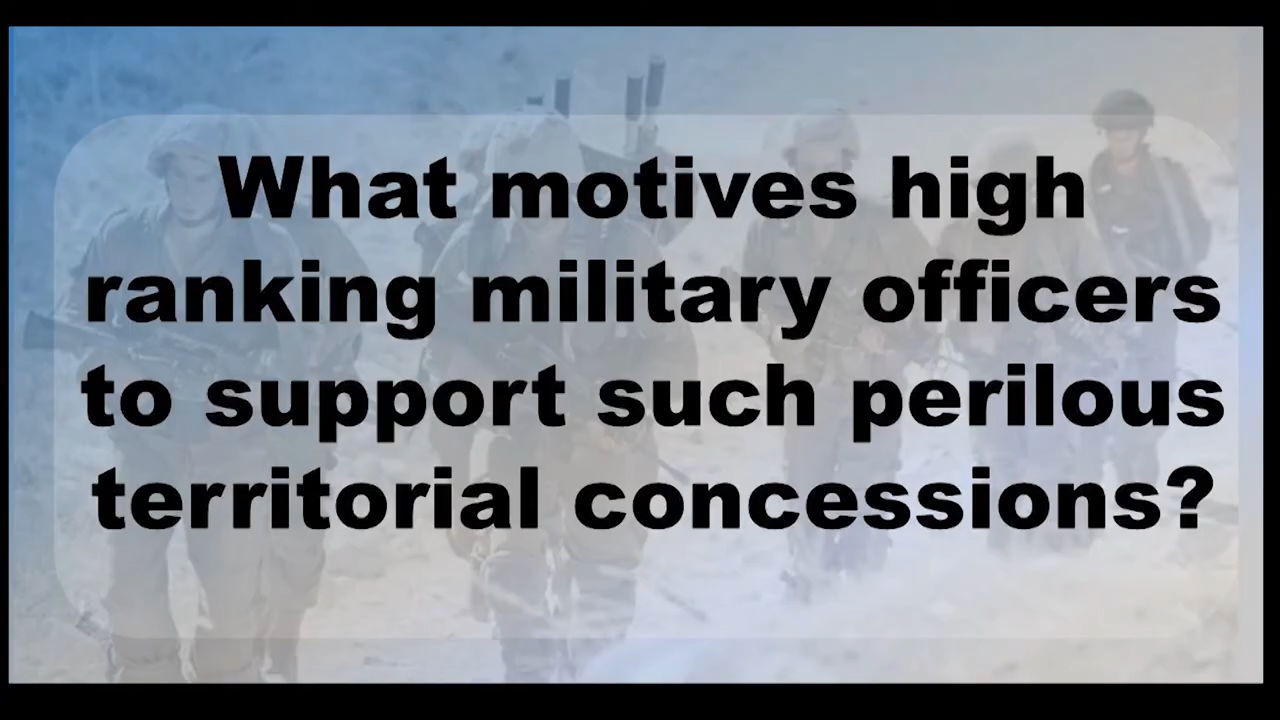 What motives high
ranking military officers
to support such perilous
territorial concessions?